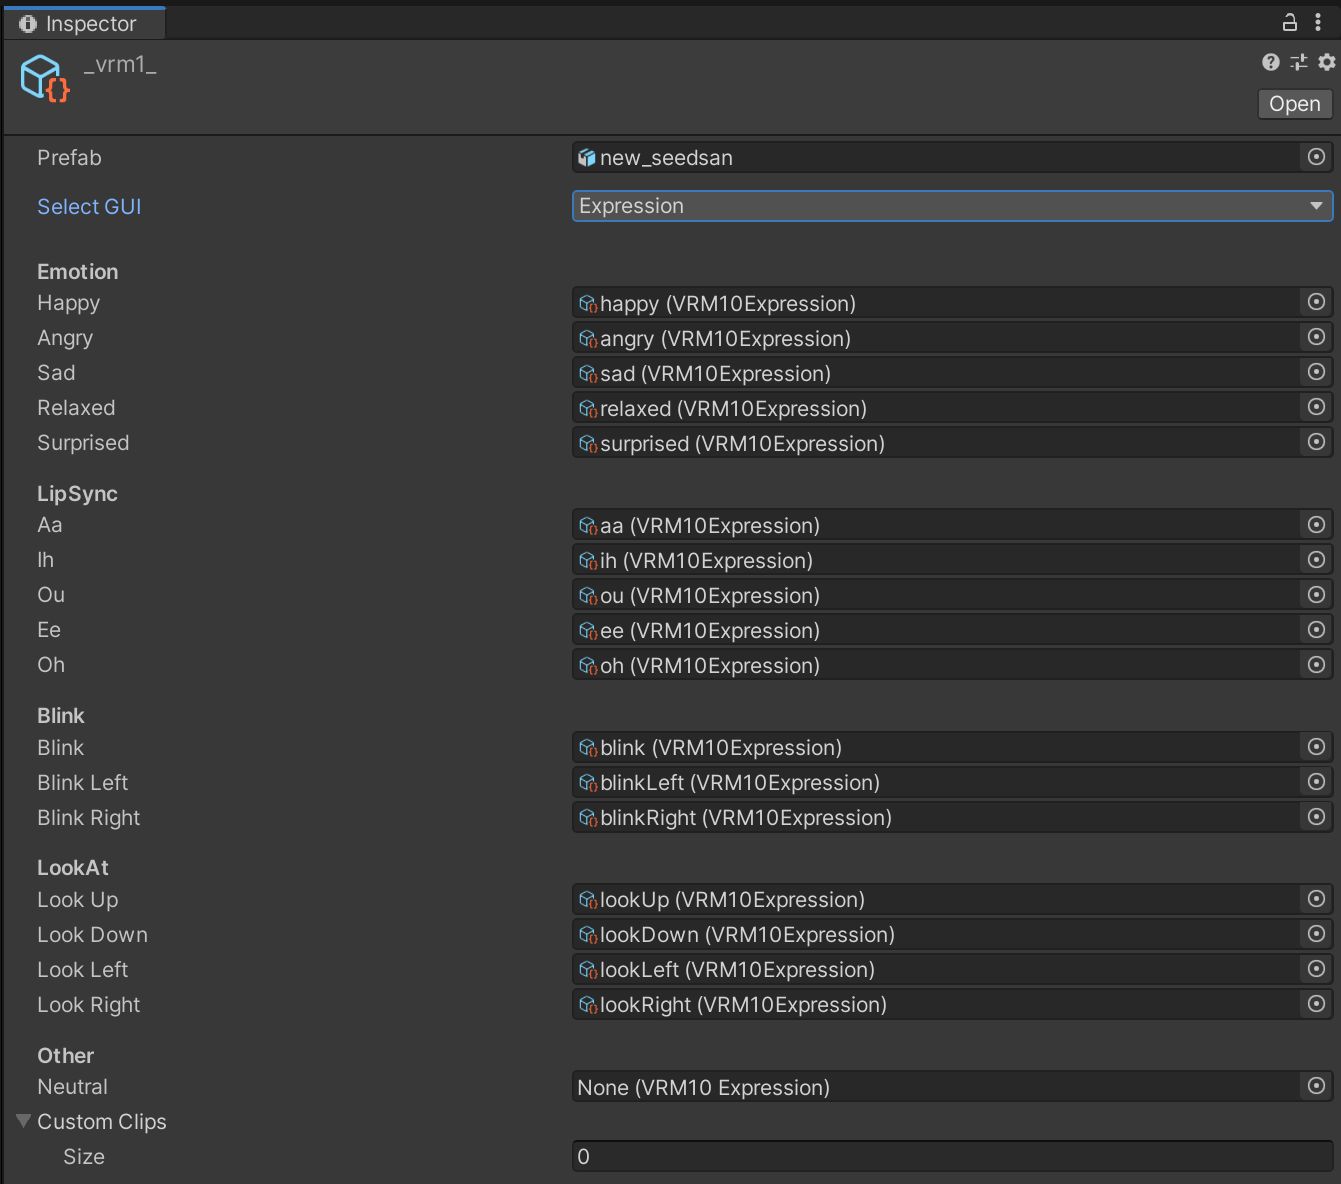 Inspector
_vrm1_
Open
Prefab new_seedsan
Select GUI Expression
Emotion
Happy happy (VRM10Expression)
Angry angry (VRM10Expression)
Sad sad (VRM10Expression)
Relaxed relaxed (VRM10Expression)
Surprised surprised (VRM10Expression)
LipSync
Aa aa (VRM10Expression)
Ih ih (VRM10Expression)
Ou ou (VRM10Expression)
Ee ee (VRM10Expression)
Oh oh (VRM10Expression)
Blink
Blink blink (VRM10Expression)
Blink Left blinkLeft (VRM10Expression)
Blink Right blinkRight (VRM10Expression)
LookAt
Look Up lookUp (VRM10Expression)
Look Down lookDown (VRM10Expression)
Look Left lookLeft (VRM10Expression)
Look Right lookRight (VRM10Expression)
Other
Neutral None (VRM10 Expression)
Custom Clips
Size 0